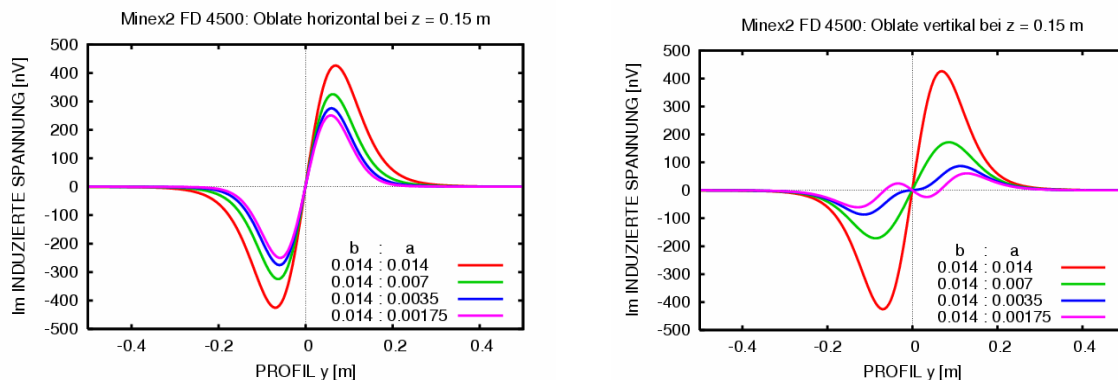 Minex2 FD 4500: Oblate horizontal bei z = 0.15 m
Im INDUZIERTE SPANNUNG [nV]
500
400
300
200
100
0
-100
-200
-300
-400
-500
b : a
0.014 : 0.014
0.014 : 0.007
0.014 : 0.0035
0.014 : 0.00175
-0.4 -0.2 0 0.2 0.4
PROFIL y [m]
Minex2 FD 4500: Oblate vertikal bei z = 0.15 m
Im INDUZIERTE SPANNUNG [nV]
500
400
300
200
100
0
-100
-200
-300
-400
-500
b : a
0.014 : 0.014
0.014 : 0.007
0.014 : 0.0035
0.014 : 0.00175
-0.4 -0.2 0 0.2 0.4
PROFIL y [m]